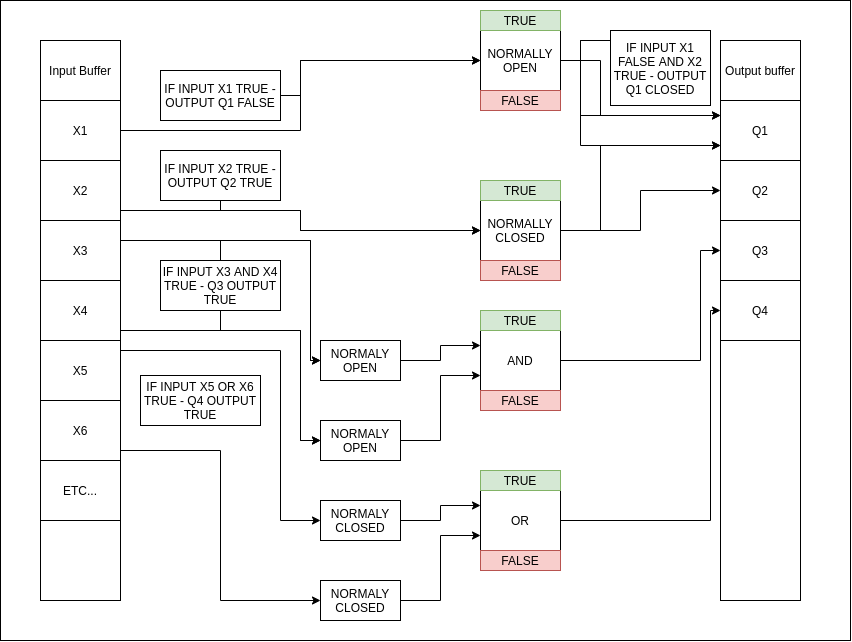 TRUE
NORMALLY
OPEN
FALSE
IF INPUT X1
FALSE AND X2
TRUE - OUTPUT
Q1 CLOSED
Input Buffer
Output buffer
IF INPUT X1 TRUE -
OUTPUT Q1 FALSE
X1
Q1
IF INPUT X2 TRUE -
OUTPUT Q2 TRUE
X2
TRUE
NORMALLY
CLOSED
FALSE
Q2
X3
Q3
IF INPUT X3 AND X4
TRUE - Q3 OUTPUT
TRUE
X4
Q4
TRUE
AND
FALSE
NORMALY
OPEN
X5
IF INPUT X5 OR X6
TRUE - Q4 OUTPUT
TRUE
X6
NORMALY
OPEN
ETC...
TRUE
OR
FALSE
NORMALY
CLOSED
NORMALY
CLOSED